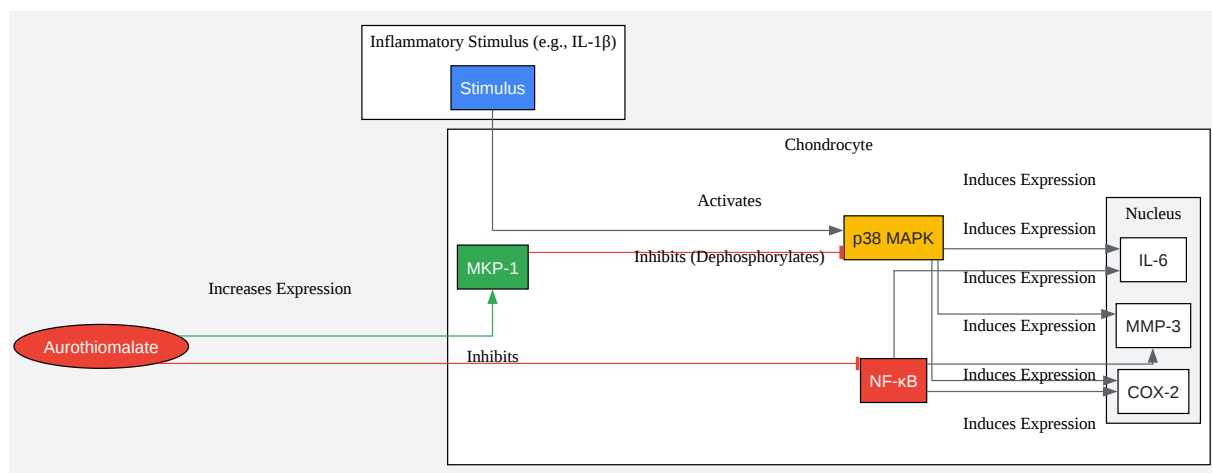 Inflammatory Stimulus (e.g., IL-1β)
Stimulus
Chondrocyte
Induces Expression
Activates
Nucleus
Induces Expression
p38 MAPK
Inhibits (Dephosphorylates)
IL-6
MKP-1
Induces Expression
Increases Expression
Induces Expression
MMP-3
Aurothiomalate
Inhibits
Induces Expression
NF-κB
COX-2
Induces Expression